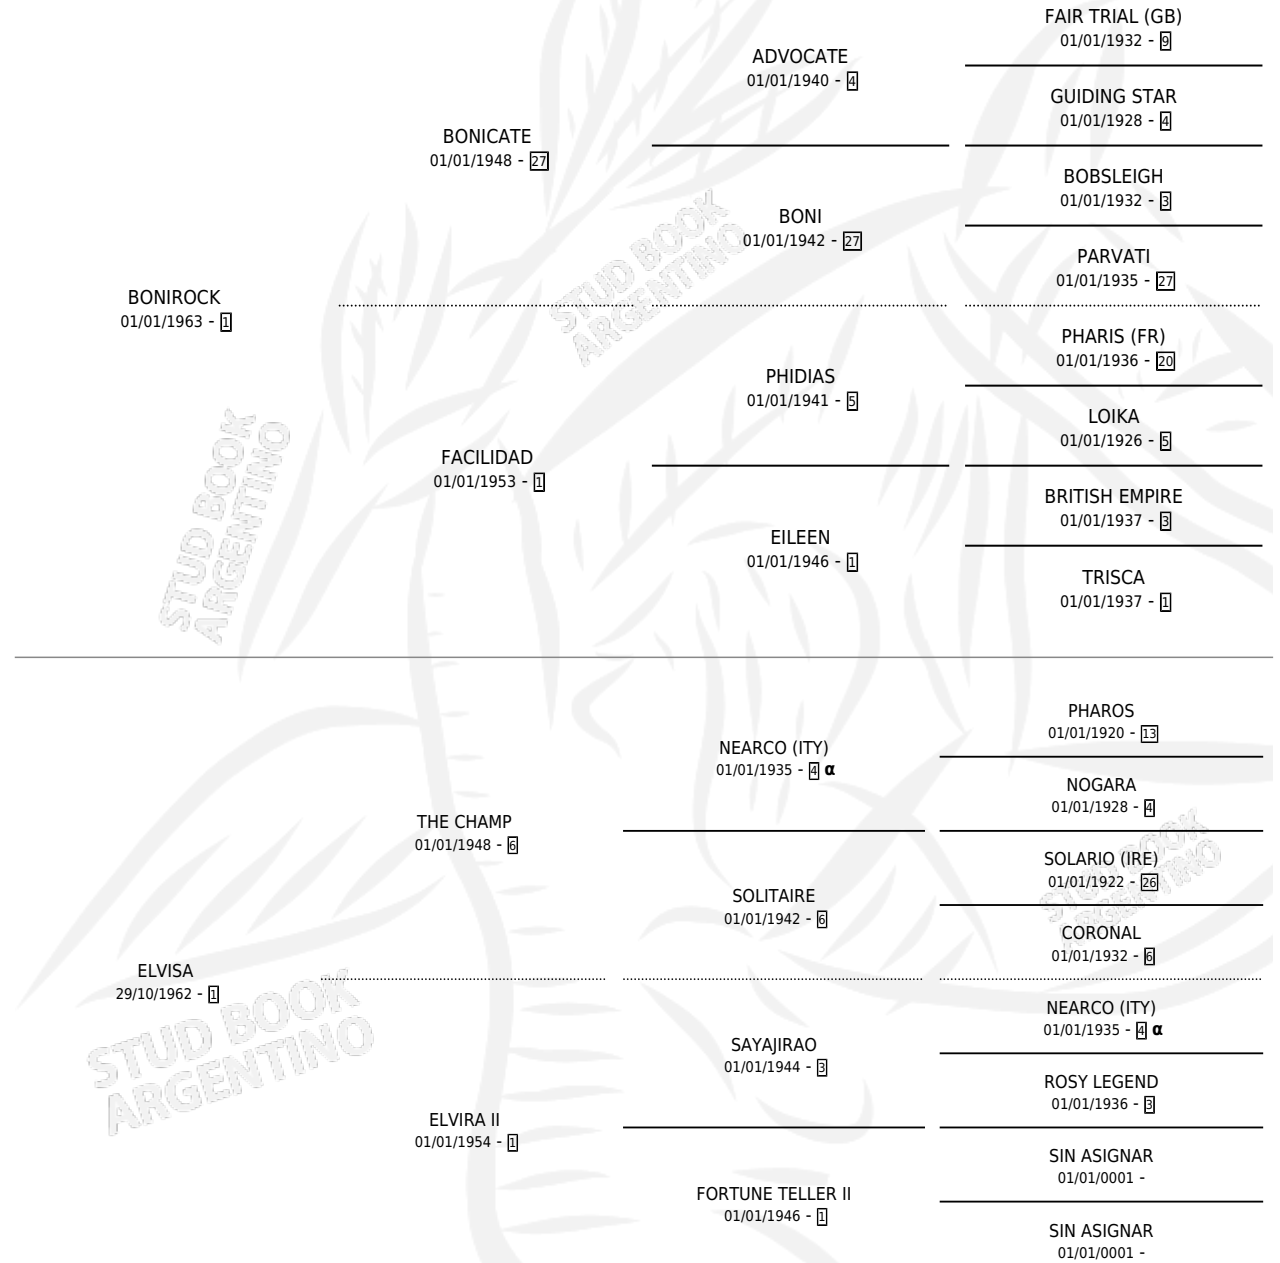 FAIR TRIAL (GB)
01/01/1932 - 9
ADVOCATE
01/01/1940 - 4
GUIDING STAR
01/01/1928 - 4
BONICATE
01/01/1948 - 27
BOBSLEIGH
01/01/1932 - 3
BONI
01/01/1942 - 27
PARVATI
01/01/1935 - 27
STUD BOOK
ARGENTINO
BONIROCK
01/01/1963 - 1
PHARIS (FR)
01/01/1936 - 20
PHIDIAS
01/01/1941 - 5
LOIKA
01/01/1926 - 5
FACILIDAD
01/01/1953 - 1
BRITISH EMPIRE
01/01/1937 - 3
EILEEN
01/01/1946 - 1
TRISCA
01/01/1937 - 1
STUD BOOK
ARGENTINO
PHAROS
01/01/1920 - 13
NEARCO (ITY)
01/01/1935 - 4 α
NOGARA
01/01/1928 - 4
THE CHAMP
01/01/1948 - 6
SOLARIO (IRE)
01/01/1922 - 26
SOLITAIRE
01/01/1942 - 6
CORONAL
01/01/1932 - 6
STUD BOOK
ARGENTINO
ELVISA
29/10/1962 - 1
NEARCO (ITY)
01/01/1935 - 4 α
SAYAJIRAO
01/01/1944 - 3
ROSY LEGEND
01/01/1936 - 3
STUD BOOK
ARGENTINO
ELVIRA II
01/01/1954 - 1
SIN ASIGNAR
01/01/0001 -
FORTUNE TELLER II
01/01/1946 - 1
SIN ASIGNAR
01/01/0001 -